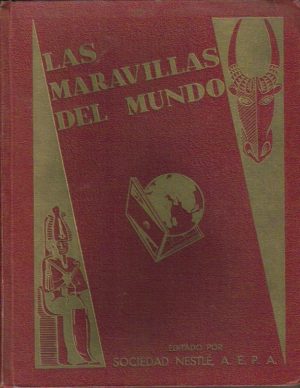 LAS
MARAVILLAS
DEL MUNDO
EDITADO POR
SOCIEDAD NESTLÉ, A. E. P. A.